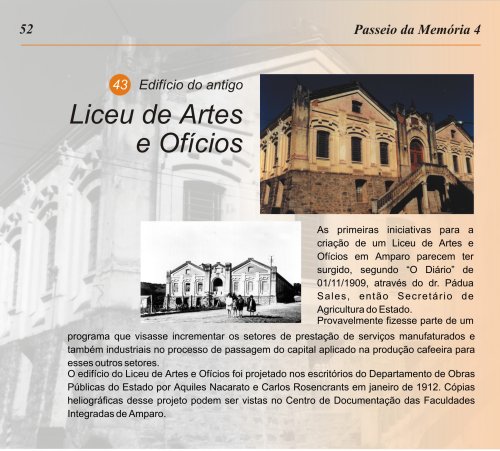 52
Passeio da Memória 4
43 Edifício do antigo
Liceu de Artes
e Ofícios
As primeiras iniciativas para a
criação de um Liceu de Artes e
Ofícios em Amparo parecem ter
surgido, segundo “O Diário” de
01/11/1909, através do dr. Pádua
Sales, então Secretário de
Agricultura do Estado.
Provavelmente fizesse parte de um
programa que visasse incrementar os setores de prestação de serviços manufaturados e
também industriais no processo de passagem do capital aplicado na produção cafeeira para
esses outros setores.
O edifício do Liceu de Artes e Ofícios foi projetado nos escritórios do Departamento de Obras
Públicas do Estado por Aquiles Nacarato e Carlos Rosencrants em janeiro de 1912. Cópias
heliográficas desse projeto podem ser vistas no Centro de Documentação das Faculdades
Integradas de Amparo.